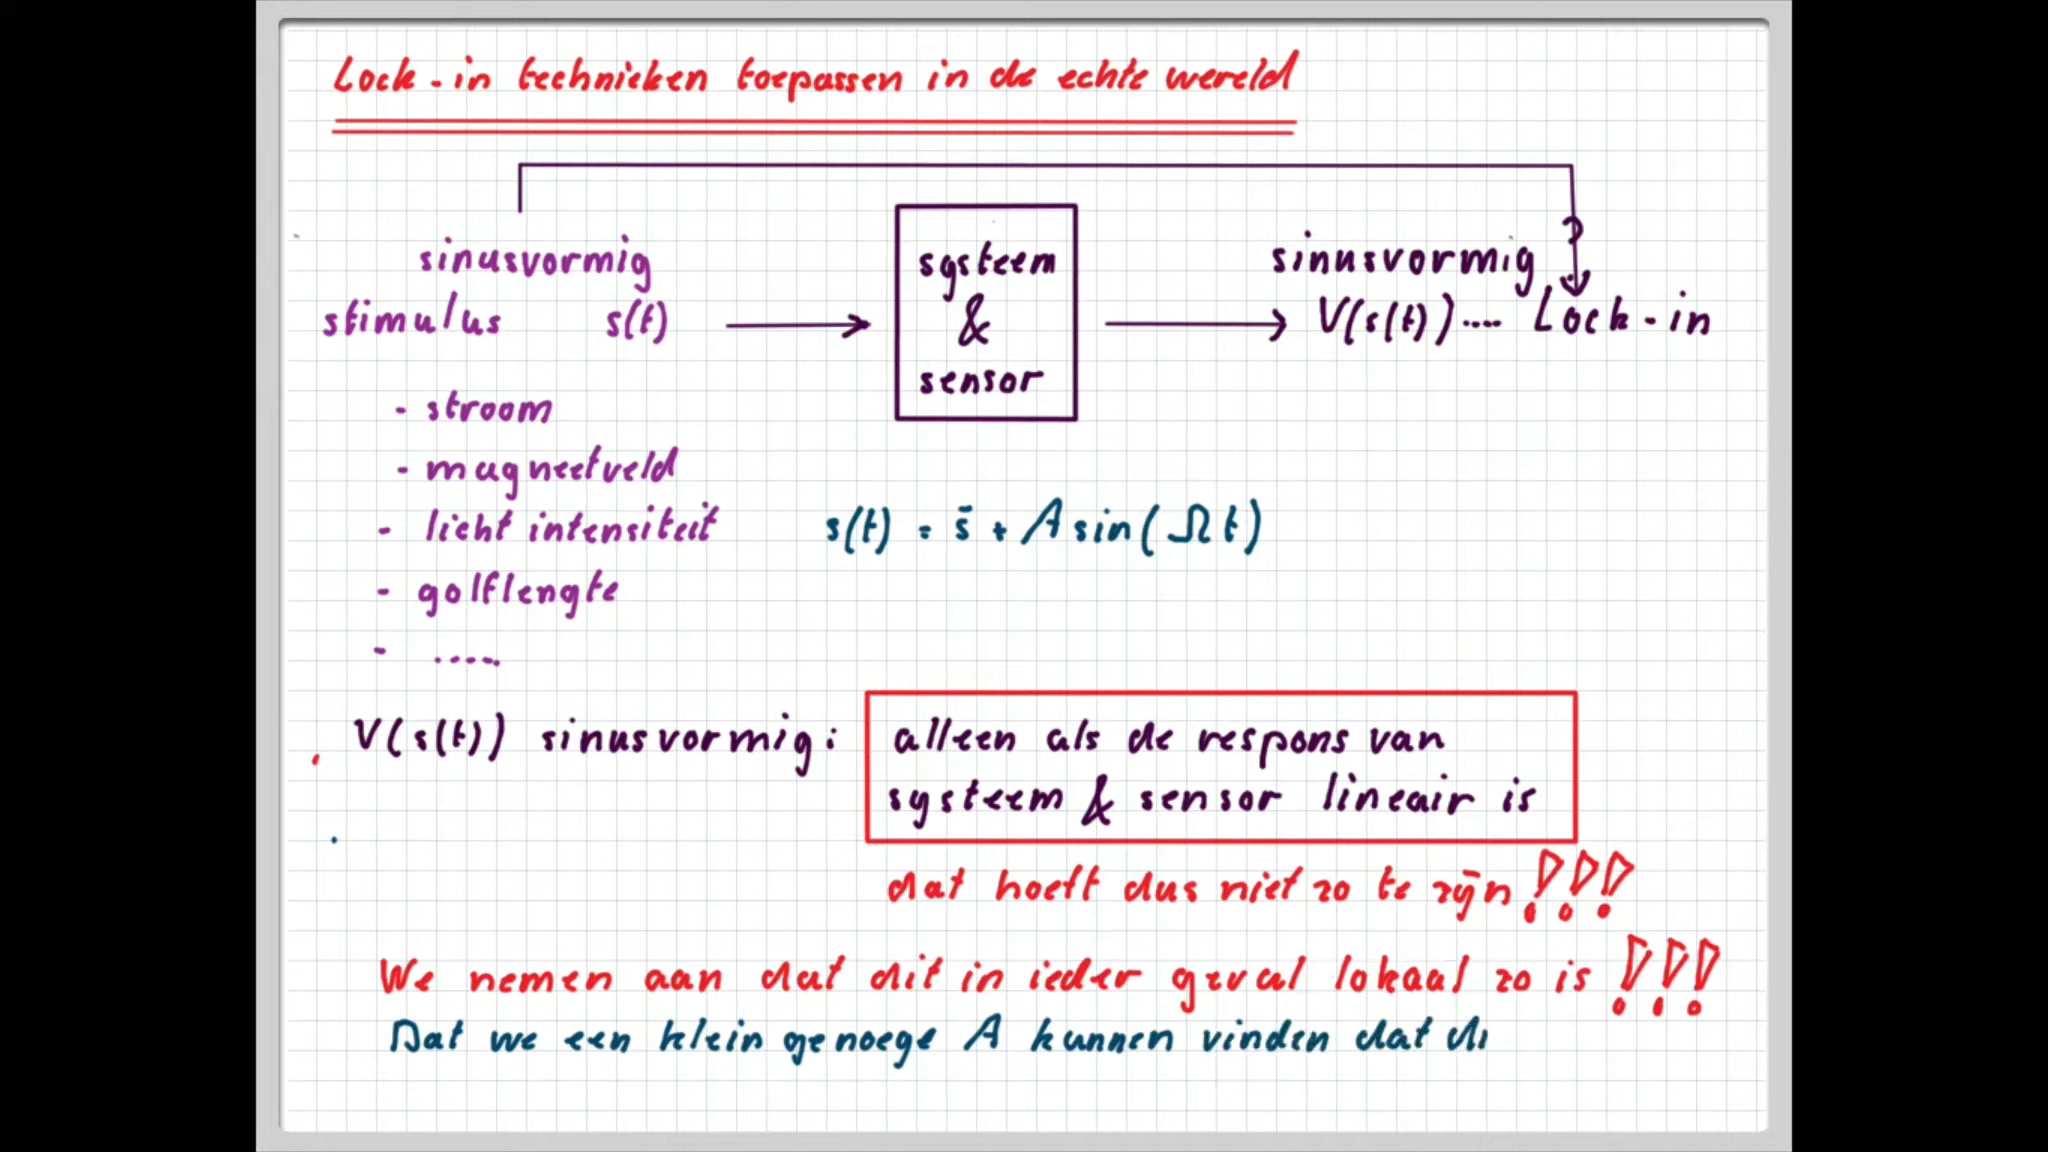 Lock-in technieken toepassen in de echte wereld
sinusvormig
stimulus s(t)
systeem
&
sensor
sinusvormig ?
V(s(t)) .... Lock-in
- stroom
- magneetveld
- licht intensiteit
- golflengte
- .....
s(t) = s̄ + A sin(Ωt)
V(s(t)) sinusvormig: alleen als de respons van
systeem & sensor lineair is
dat hoeft dus niet zo te zijn!!!
We nemen aan dat dit in ieder geval lokaal zo is!!!
Dat we een klein genoege A kunnen vinden dat di